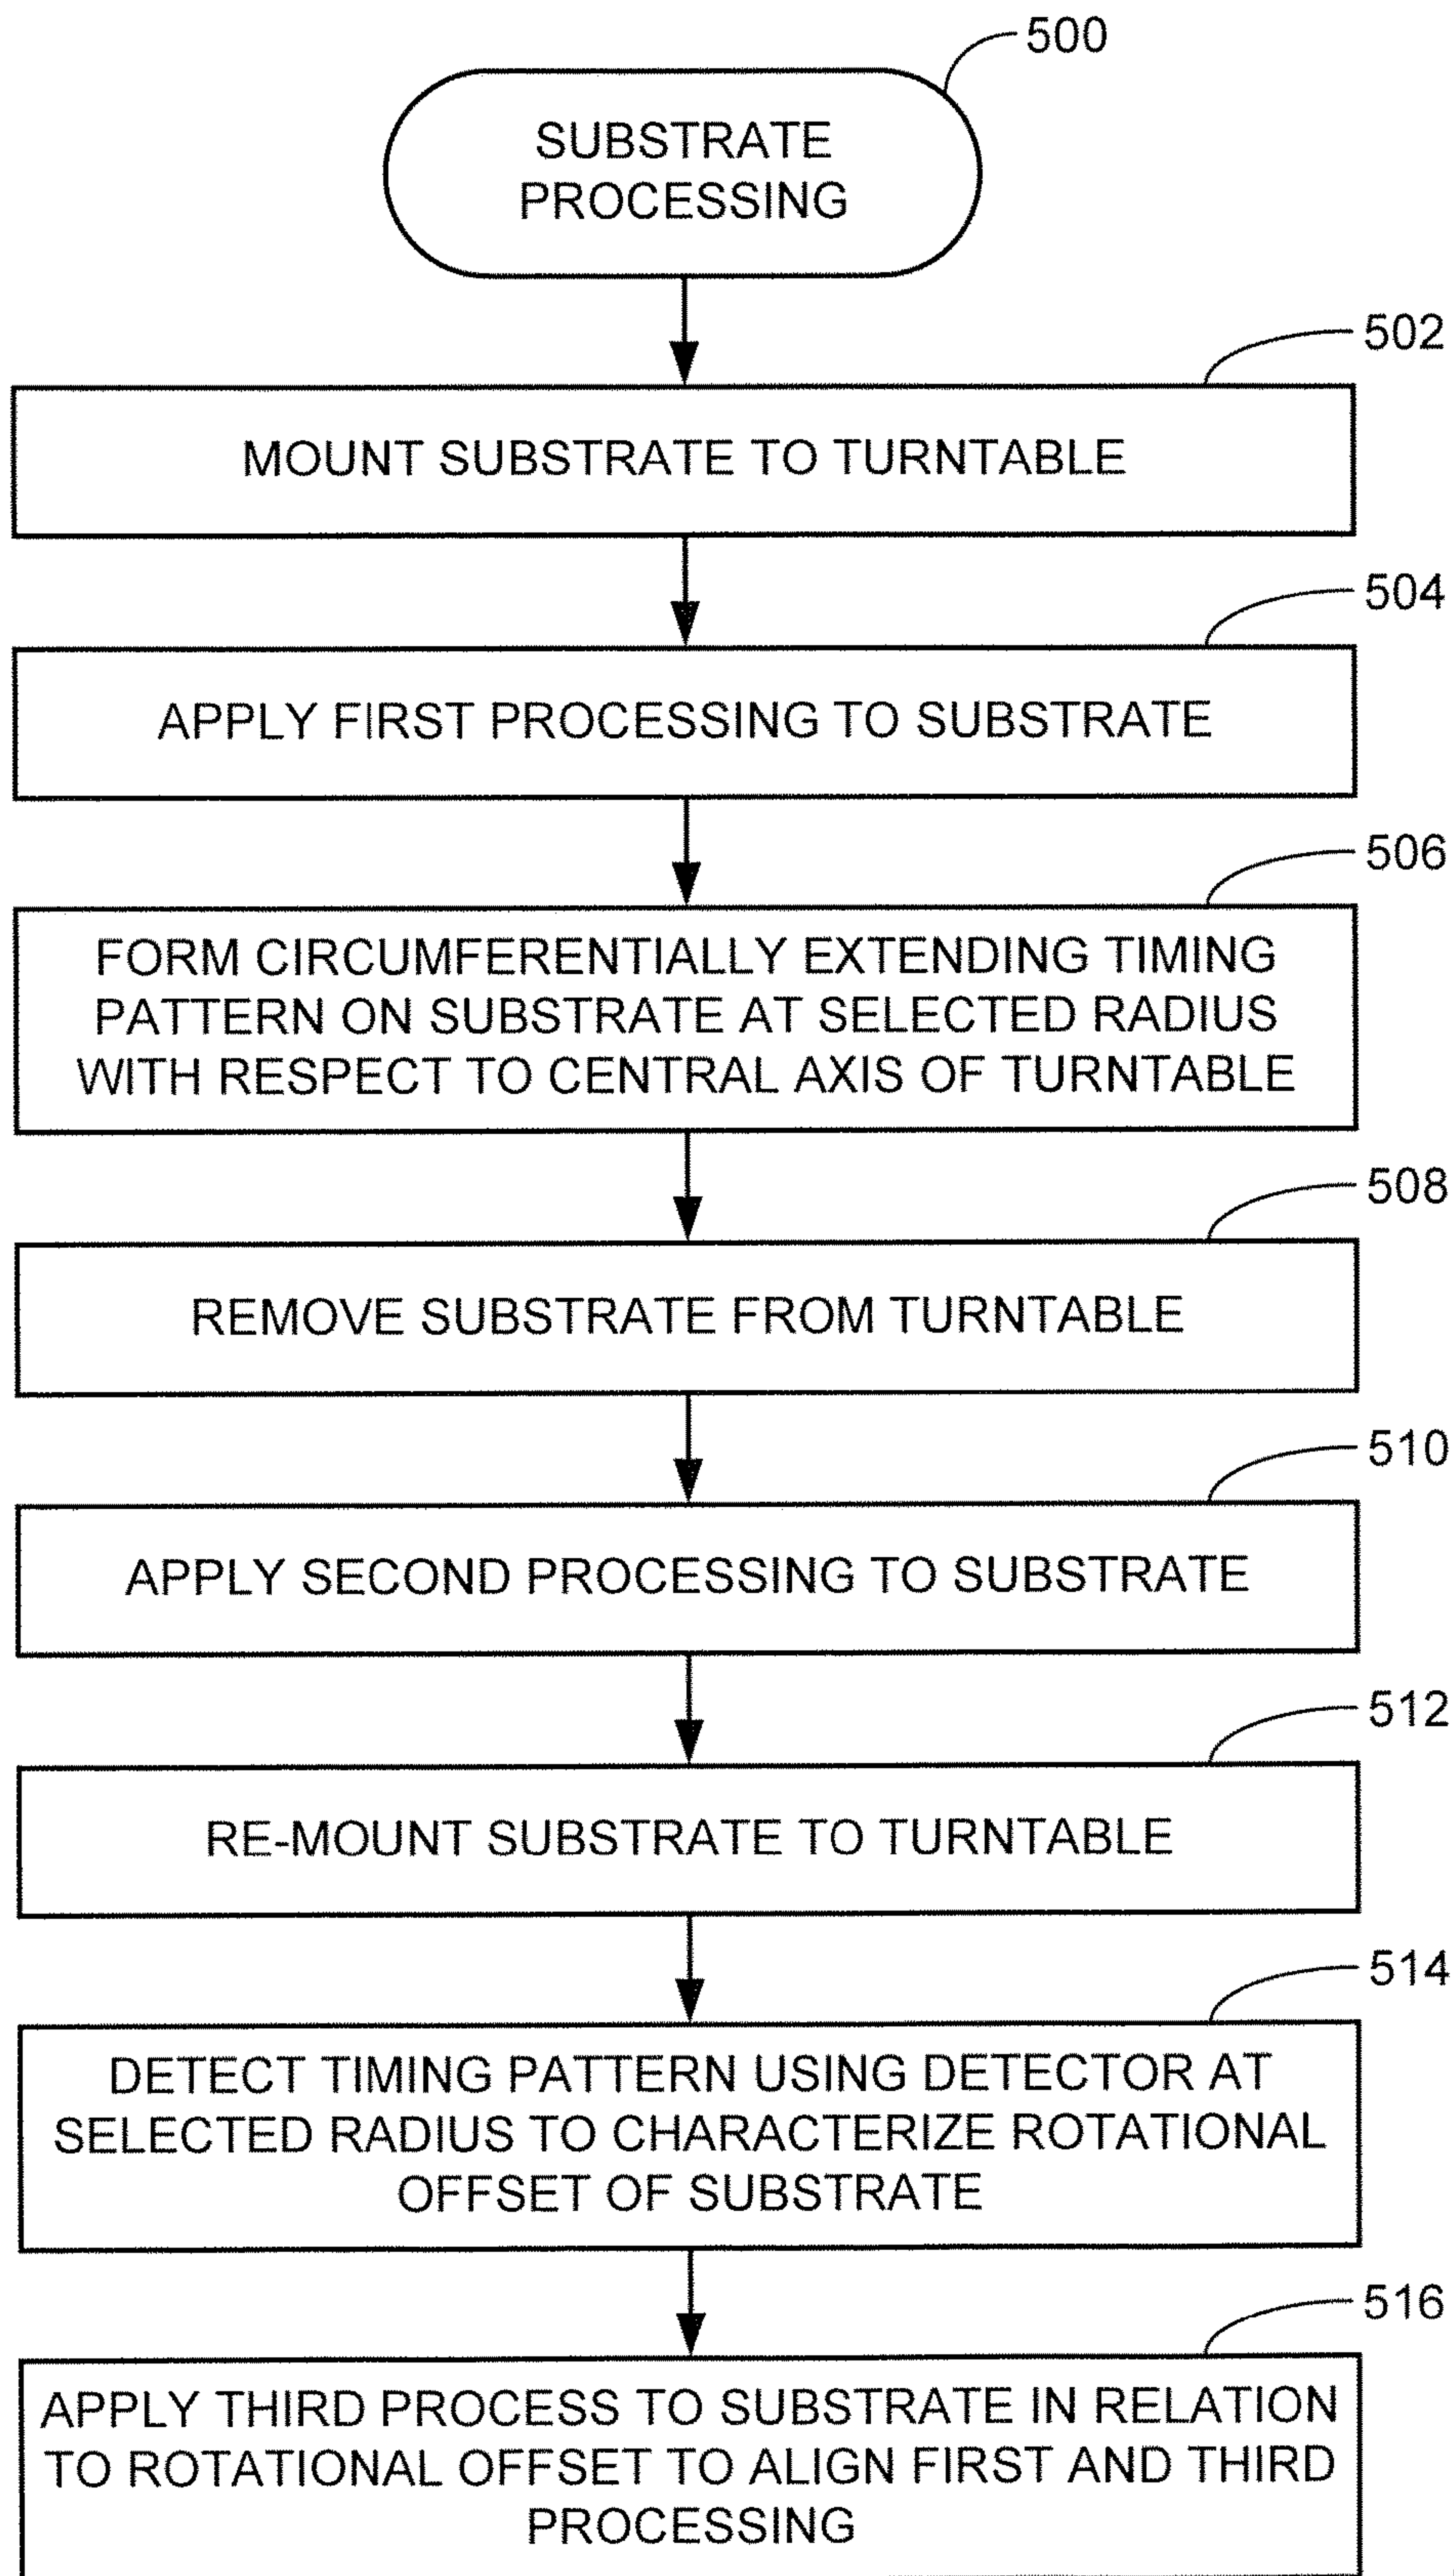 500
SUBSTRATE
PROCESSING
502
MOUNT SUBSTRATE TO TURNTABLE
504
APPLY FIRST PROCESSING TO SUBSTRATE
506
FORM CIRCUMFERENTIALLY EXTENDING TIMING
PATTERN ON SUBSTRATE AT SELECTED RADIUS
WITH RESPECT TO CENTRAL AXIS OF TURNTABLE
508
REMOVE SUBSTRATE FROM TURNTABLE
510
APPLY SECOND PROCESSING TO SUBSTRATE
512
RE-MOUNT SUBSTRATE TO TURNTABLE
514
DETECT TIMING PATTERN USING DETECTOR AT
SELECTED RADIUS TO CHARACTERIZE ROTATIONAL
OFFSET OF SUBSTRATE
516
APPLY THIRD PROCESS TO SUBSTRATE IN RELATION
TO ROTATIONAL OFFSET TO ALIGN FIRST AND THIRD
PROCESSING